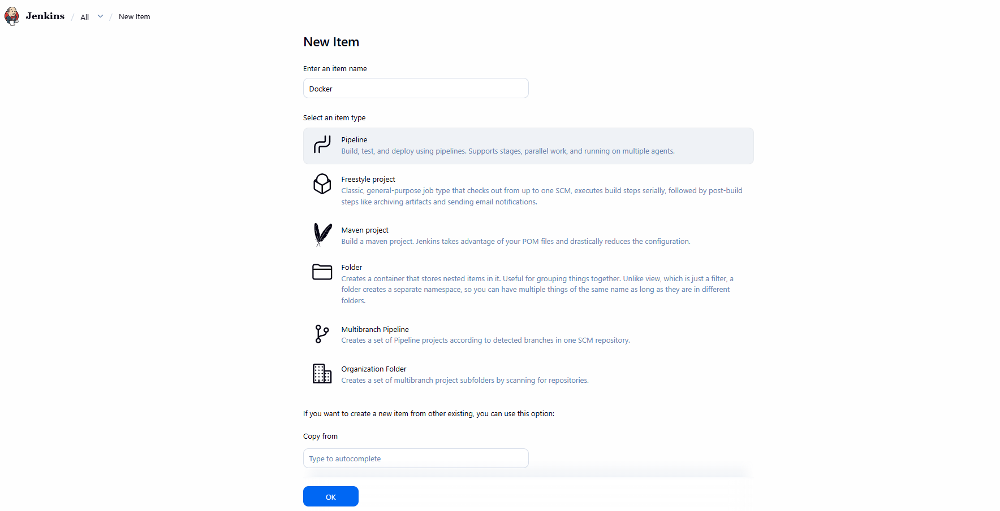 Jenkins / All / New Item
New Item
Enter an item name
Docker
Select an item type
Pipeline
Build, test, and deploy using pipelines. Supports stages, parallel work, and running on multiple agents.
Freestyle project
Classic, general-purpose job type that checks out from up to one SCM, executes build steps serially, followed by post-build
steps like archiving artifacts and sending email notifications.
Maven project
Build a maven project. Jenkins takes advantage of your POM files and drastically reduces the configuration.
Folder
Creates a container that stores nested items in it. Useful for grouping things together. Unlike view, which is just a filter, a
folder creates a separate namespace, so you can have multiple things of the same name as long as they are in different
folders.
Multibranch Pipeline
Creates a set of Pipeline projects according to detected branches in one SCM repository.
Organization Folder
Creates a set of multibranch project subfolders by scanning for repositories.
If you want to create a new item from other existing, you can use this option:
Copy from
Type to autocomplete
OK